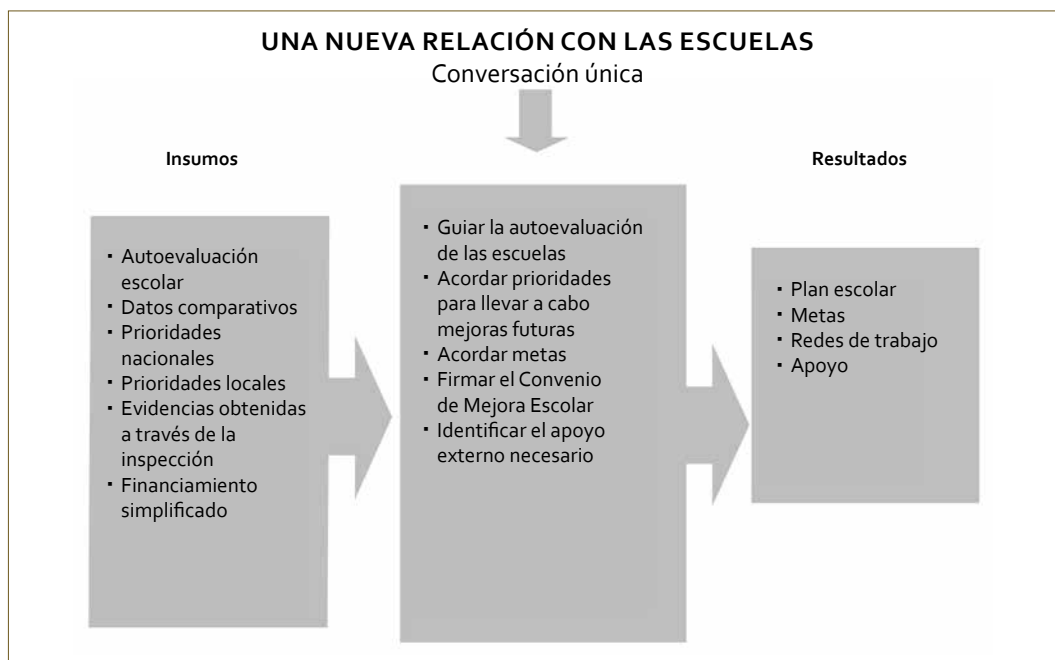 UNA NUEVA RELACIÓN CON LAS ESCUELAS
Conversación única
Insumos
▪ Autoevaluación
escolar
▪ Datos comparativos
▪ Prioridades
nacionales
▪ Prioridades locales
▪ Evidencias obtenidas
a través de la
inspección
▪ Financiamiento
simplificado
▪ Guiar la autoevaluación
de las escuelas
▪ Acordar prioridades
para llevar a cabo
mejoras futuras
▪ Acordar metas
▪ Firmar el Convenio
de Mejora Escolar
▪ Identificar el apoyo
externo necesario
Resultados
▪ Plan escolar
▪ Metas
▪ Redes de trabajo
▪ Apoyo